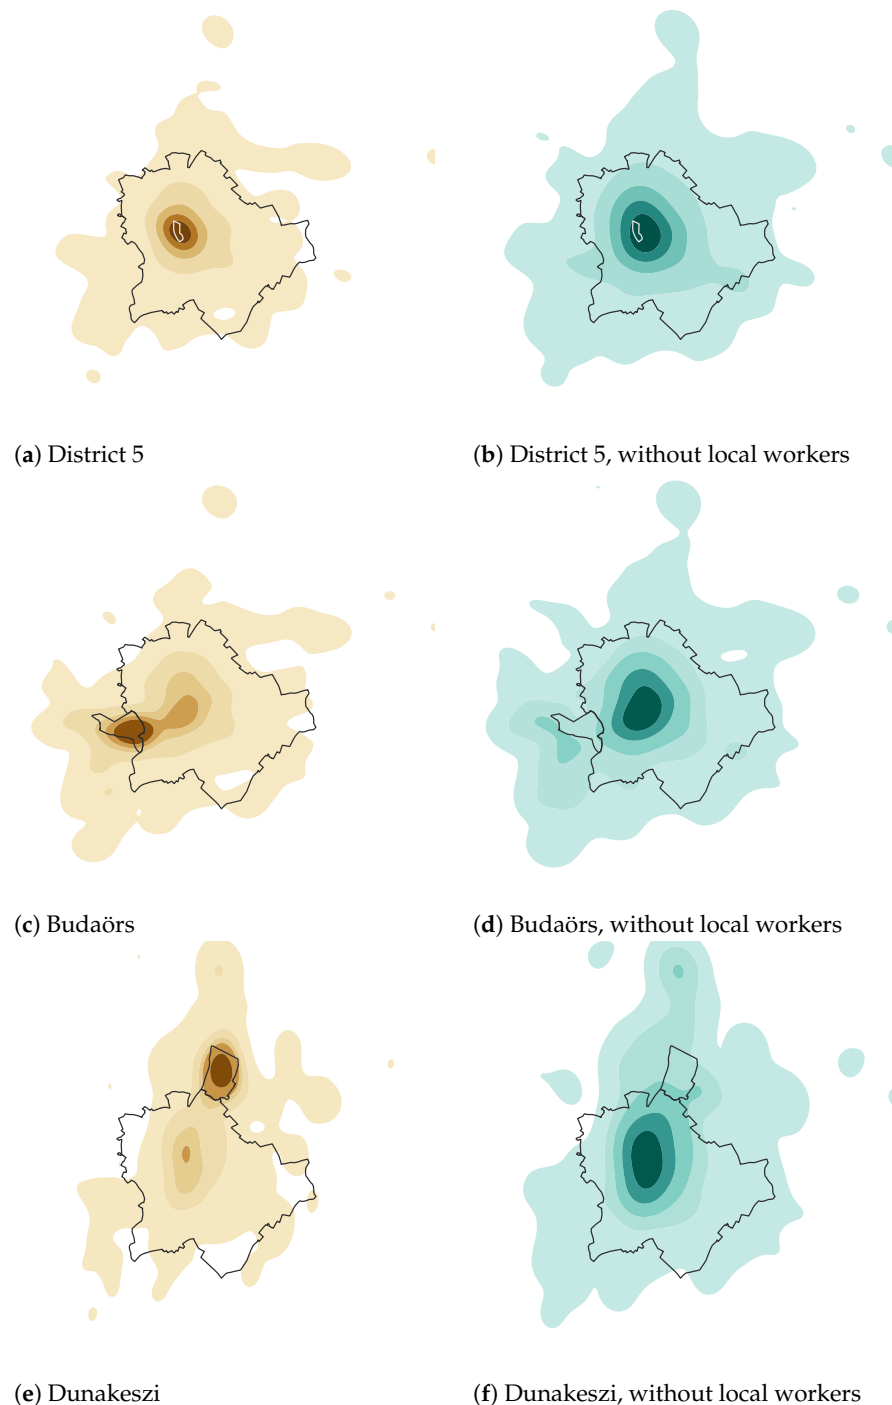 (a) District 5
(b) District 5, without local workers
(c) Budaörs
(d) Budaörs, without local workers
(e) Dunakeszi
(f) Dunakeszi, without local workers